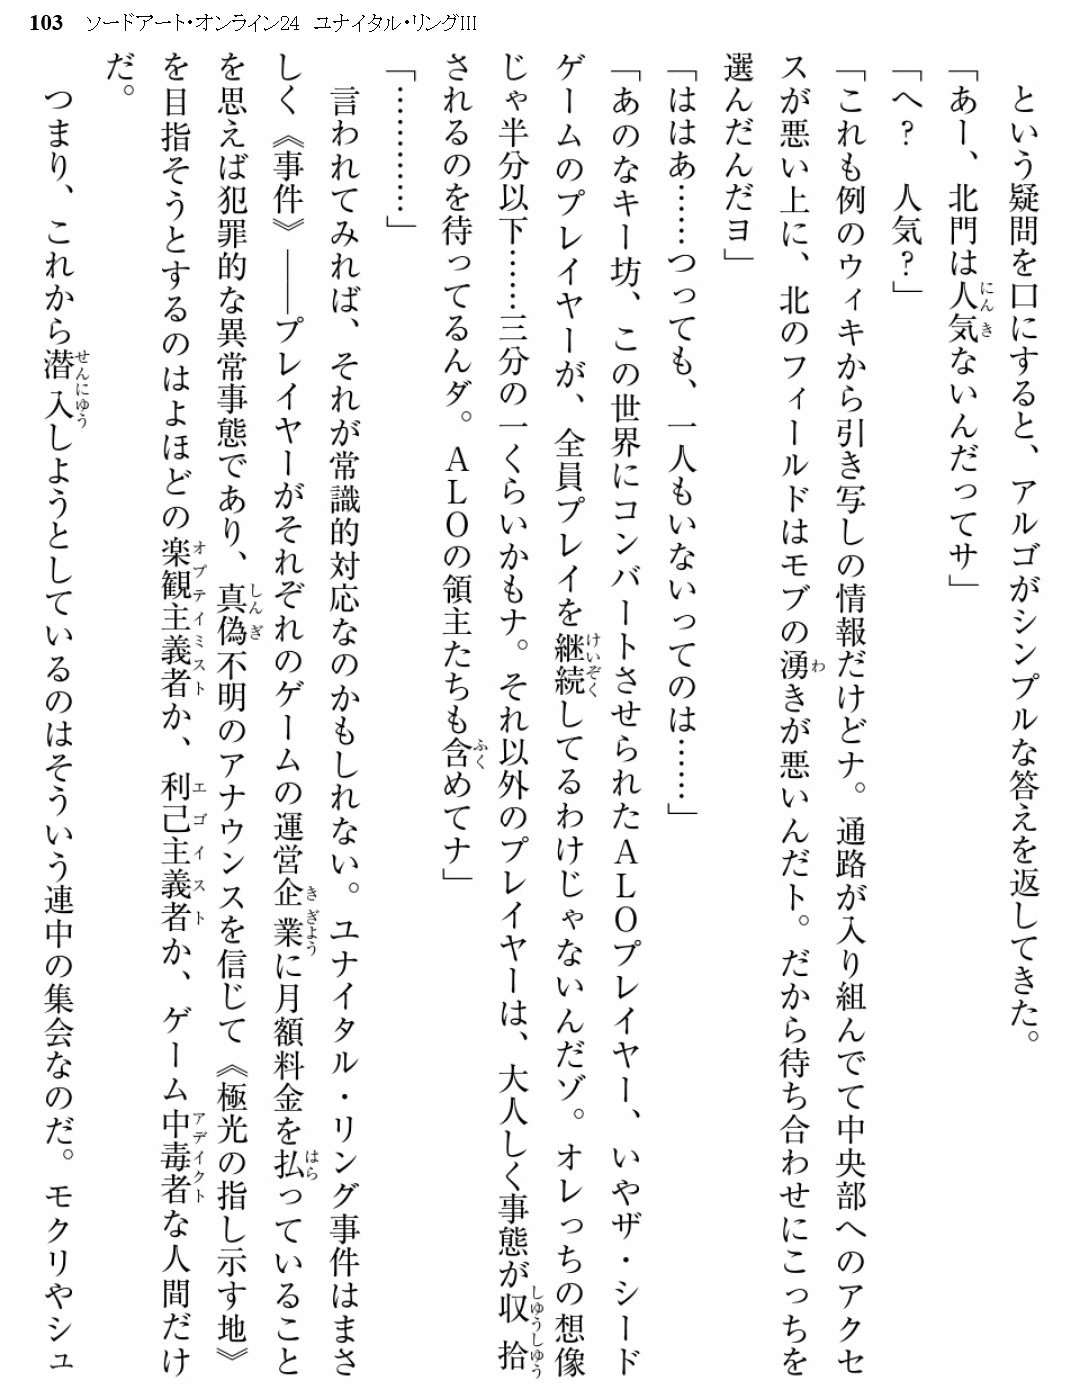 103 ソードアート・オンライン24 ユナイタル・リングIII
という疑問を口にすると、アルゴがシンプルな答えを返してきた。
「あー、北門は人気ないんだってサ」
「へ？　人気？」
「これも例のウィキから引き写しの情報だけどナ。通路が入り組んでて中央部へのアクセ
スが悪い上に、北のフィールドはモブの湧きが悪いんだト。だから待ち合わせにこっちを
選んだんだヨ」
「ははあ……つっても、一人もいないってのは……」
「あのなキー坊、この世界にコンバートさせられたＡＬＯプレイヤー、いやザ・シード
ゲームのプレイヤーが、全員プレイを継続してるわけじゃないんだゾ。オレっちの想像
じゃ半分以下……三分の一くらいかもナ。それ以外のプレイヤーは、大人しく事態が収拾
されるのを待ってるんダ。ＡＬＯの領主たちも含めてナ」
「…………」
言われてみれば、それが常識的対応なのかもしれない。ユナイタル・リング事件はまさ
しく《事件》――プレイヤーがそれぞれのゲームの運営企業に月額料金を払っていること
を思えば犯罪的な異常事態であり、真偽不明のアナウンスを信じて《極光の指し示す地》
を目指そうとするのはよほどの楽観主義者か、利己主義者か、ゲーム中毒者な人間だけ
だ。
つまり、これから潜入しようとしているのはそういう連中の集会なのだ。モクリやシュ